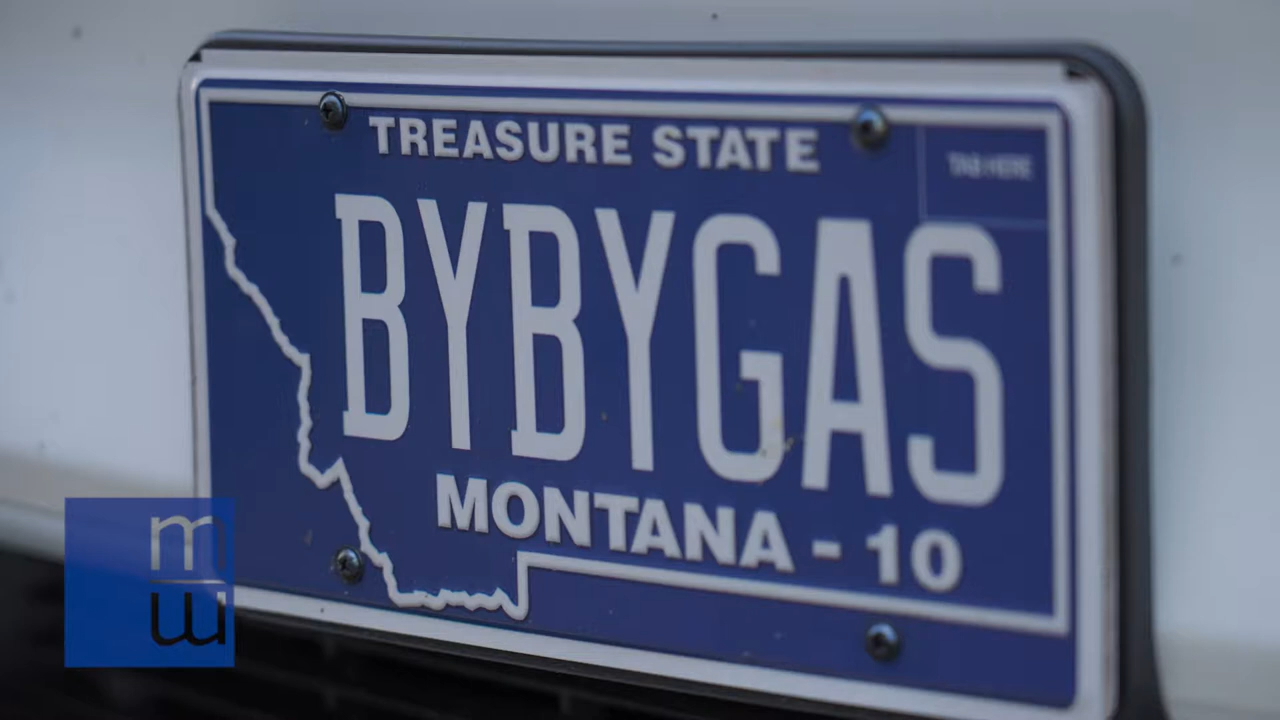 TREASURE STATE
TAB HERE
BYBYGAS
MONTANA - 10
m
w